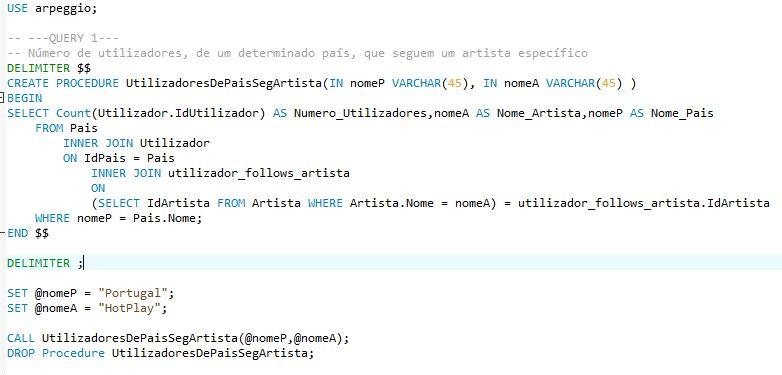 USE arpeggio;
-- ---QUERY 1---
-- Número de utilizadores, de um determinado país, que seguem um artista específico
DELIMITER $$
CREATE PROCEDURE UtilizadoresDePaisSegArtista(IN nomeP VARCHAR(45), IN nomeA VARCHAR(45) )
BEGIN
SELECT Count(Utilizador.IdUtilizador) AS Numero_Utilizadores,nomeA AS Nome_Artista,nomeP AS Nome_Pais
FROM Pais
INNER JOIN Utilizador
ON IdPais = Pais
INNER JOIN utilizador_follows_artista
ON
(SELECT IdArtista FROM Artista WHERE Artista.Nome = nomeA) = utilizador_follows_artista.IdArtista
WHERE nomeP = Pais.Nome;
END $$
DELIMITER ;
SET @nomeP = "Portugal";
SET @nomeA = "HotPlay";
CALL UtilizadoresDePaisSegArtista(@nomeP,@nomeA);
DROP Procedure UtilizadoresDePaisSegArtista;